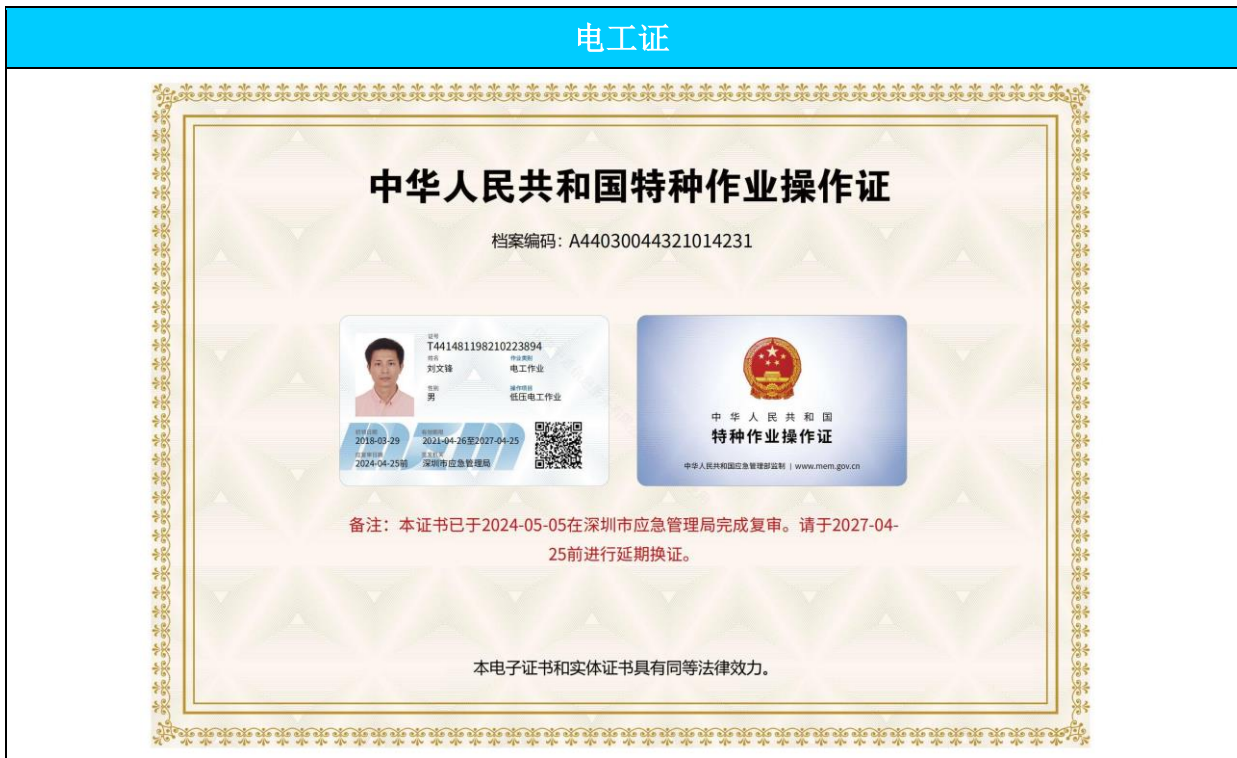 电工证
中华人民共和国特种作业操作证
档案编码：A44030044321014231
证号
T441481198210223894
姓名 作业类别
刘文锋 电工作业
性别 操作项目
男 低压电工作业
初领日期 有效期限
2018-03-29 2021-04-26至2027-04-25
应复审日期 签发机关
2024-04-25前 深圳市应急管理局
中华人民共和国
特种作业操作证
中华人民共和国应急管理部监制 | www.mem.gov.cn
备注：本证书已于2024-05-05在深圳市应急管理局完成复审。请于2027-04-
25前进行延期换证。
本电子证书和实体证书具有同等法律效力。